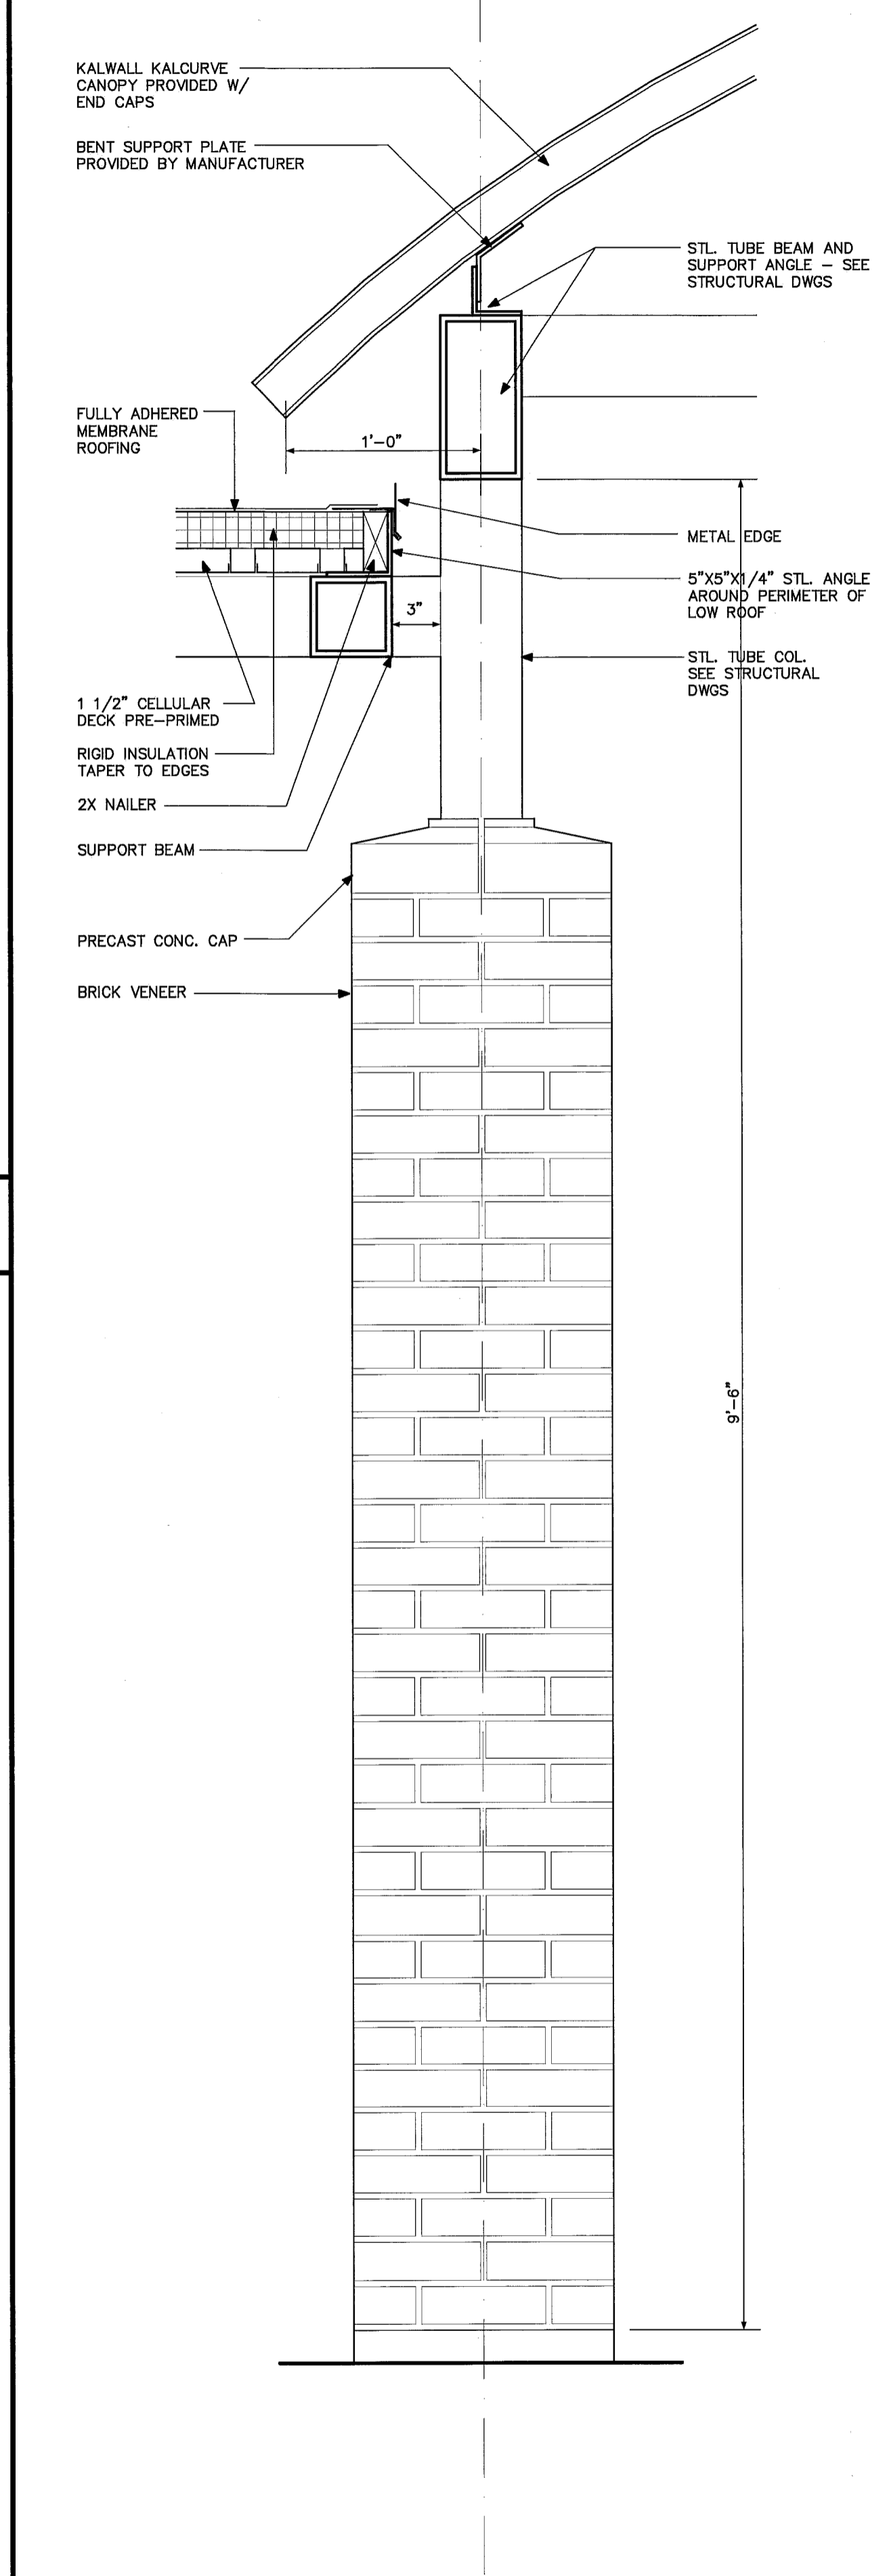 KALWALL KALCURVE
CANOPY PROVIDED W/
END CAPS
BENT SUPPORT PLATE
PROVIDED BY MANUFACTURER
STL. TUBE BEAM AND
SUPPORT ANGLE – SEE
STRUCTURAL DWGS
FULLY ADHERED
MEMBRANE
ROOFING
1'-0"
METAL EDGE
5"X5"X1/4" STL. ANGLE
AROUND PERIMETER OF
LOW ROOF
3"
STL. TUBE COL.
SEE STRUCTURAL
DWGS
1 1/2" CELLULAR
DECK PRE-PRIMED
RIGID INSULATION
TAPER TO EDGES
2X NAILER
SUPPORT BEAM
PRECAST CONC. CAP
BRICK VENEER
9'-6"